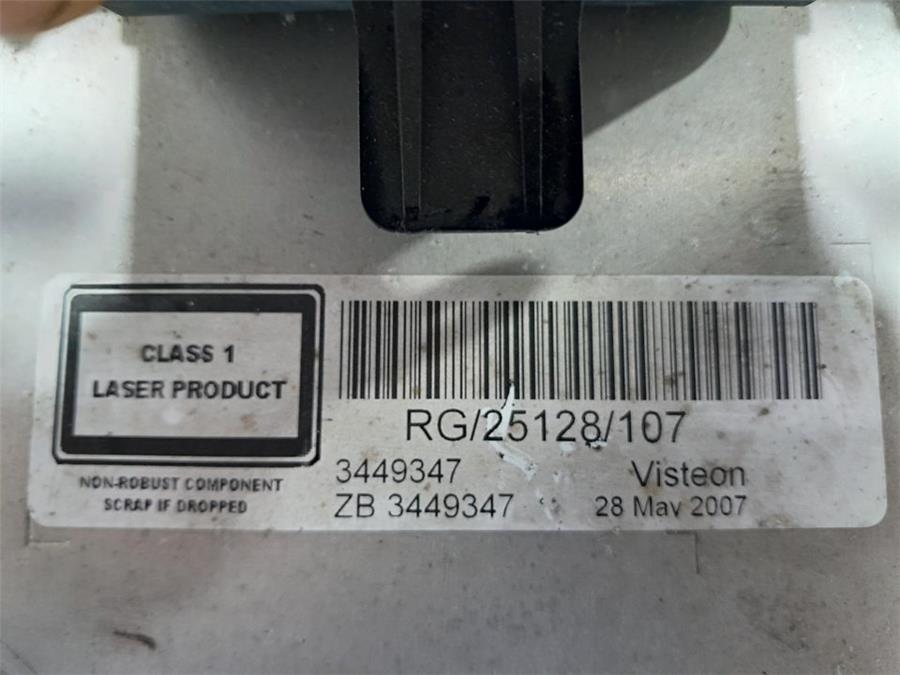 CLASS 1
LASER PRODUCT
NON-ROBUST COMPONENT
SCRAP IF DROPPED
RG/25128/107
3449347
Visteon
ZB 3449347
28 May 2007